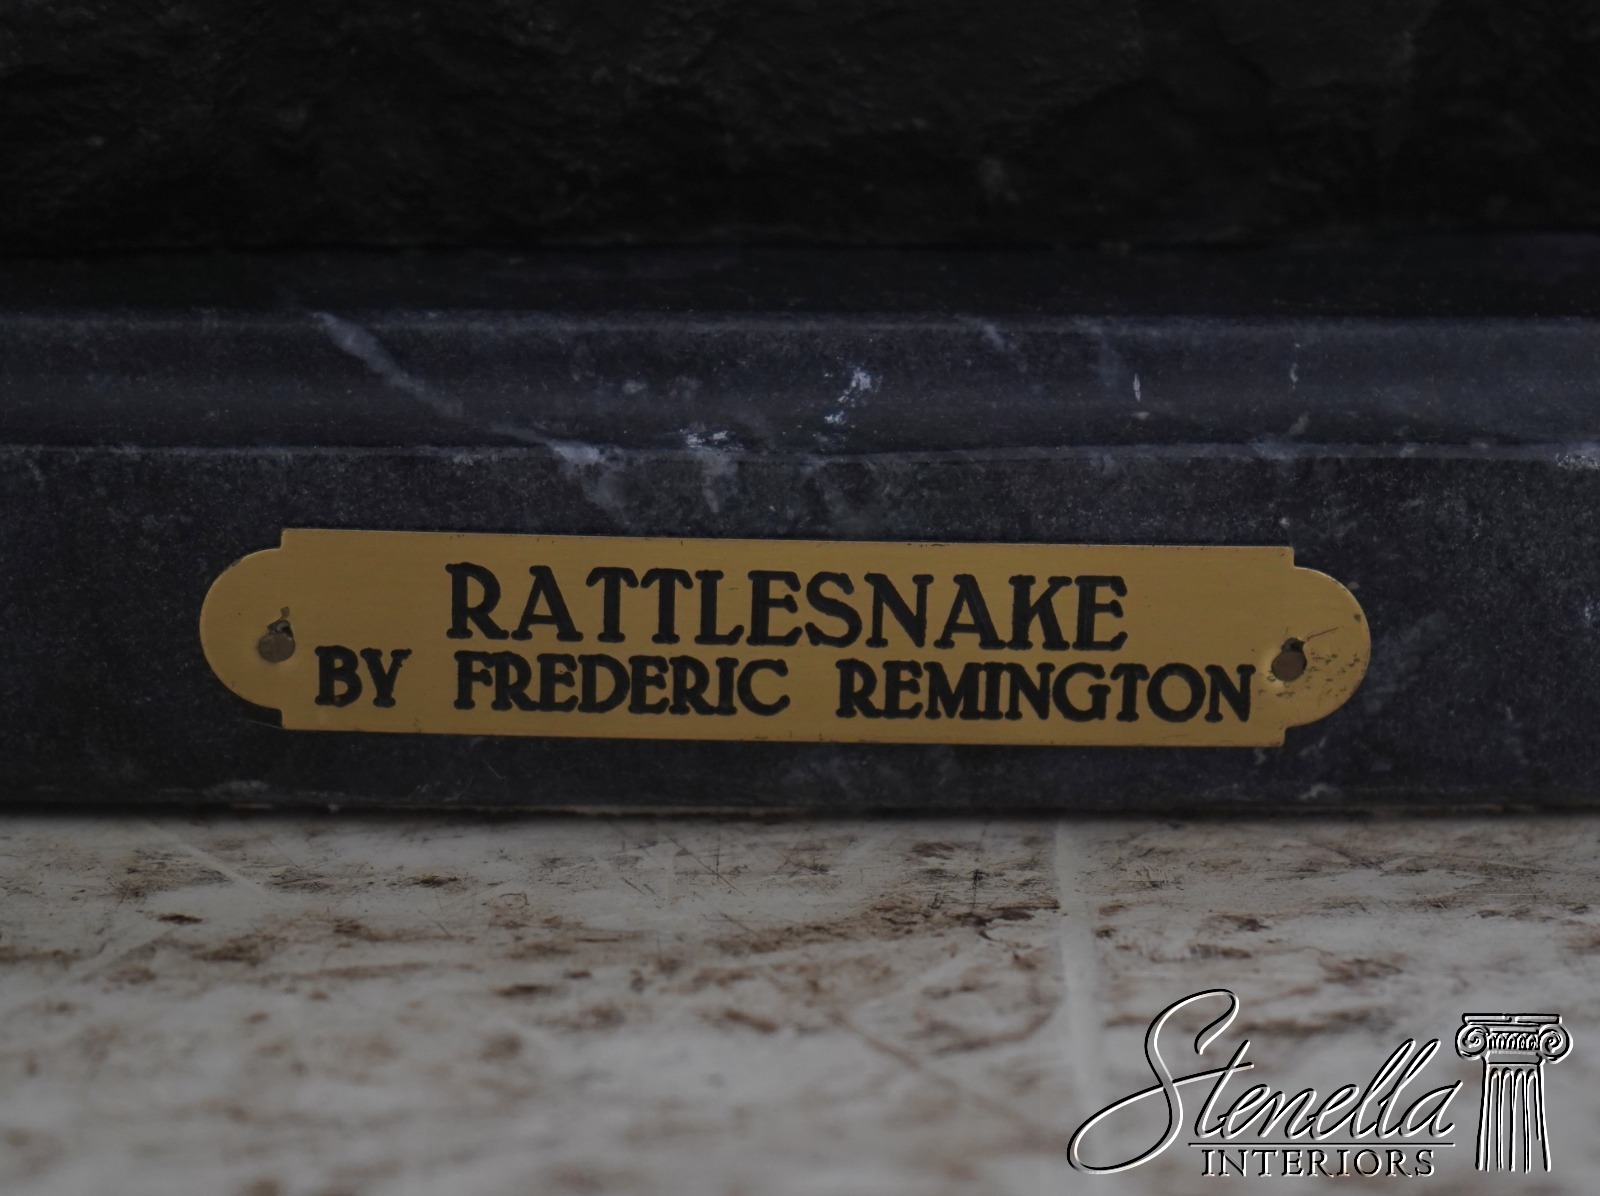 RATTLESNAKE
BY FREDERIC REMINGTON
Stenella
INTERIORS